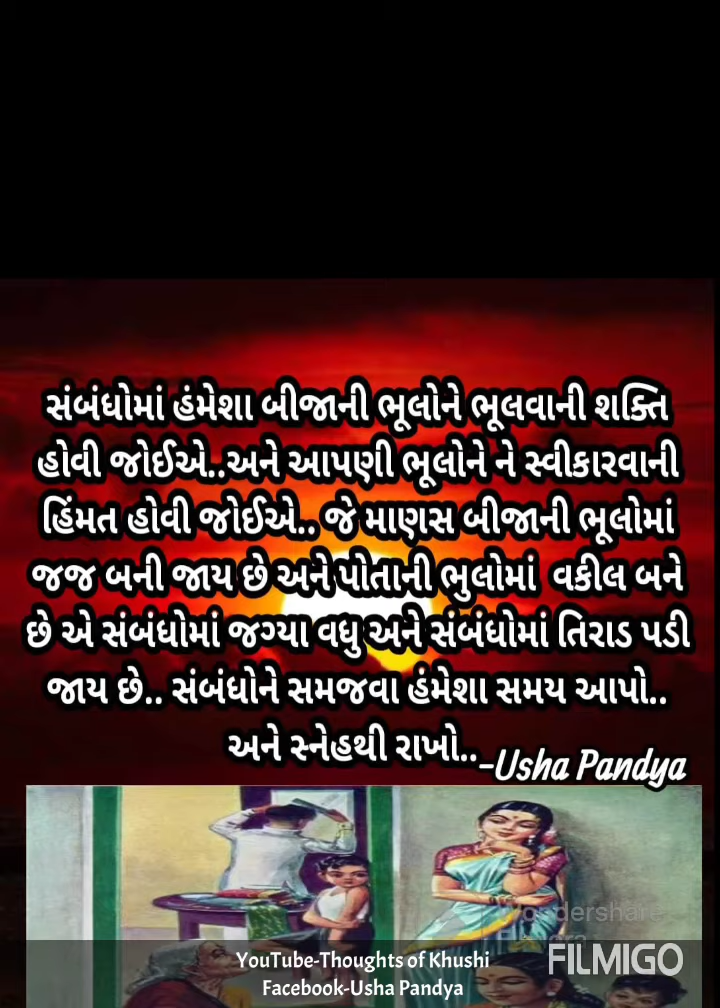 સંબંધોમાં હંમેશા બીજાની ભૂલોને ભૂલવાની શક્તિ
હોવી જોઈએ..અને આપણી ભૂલોને ને સ્વીકારવાની
હિંમત હોવી જોઈએ.. જે માણસ બીજાની ભૂલોમાં
જજ બની જાય છે અને પોતાની ભુલોમાં વકીલ બને
છે એ સંબંધોમાં જગ્યા વધુ અને સંબંધોમાં તિરાડ પડી
જાય છે.. સંબંધોને સમજવા હંમેશા સમય આપો..
અને સ્નેહથી રાખો..
-Usha Pandya
YouTube-Thoughts of Khushi
FILMIGO
Facebook-Usha Pandya